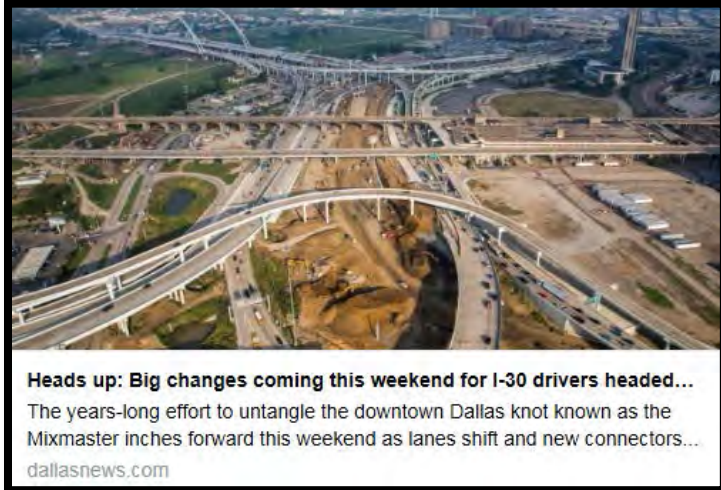 Heads up: Big changes coming this weekend for I-30 drivers headed...
The years-long effort to untangle the downtown Dallas knot known as the
Mixmaster inches forward this weekend as lanes shift and new connectors...
dallasnews.com